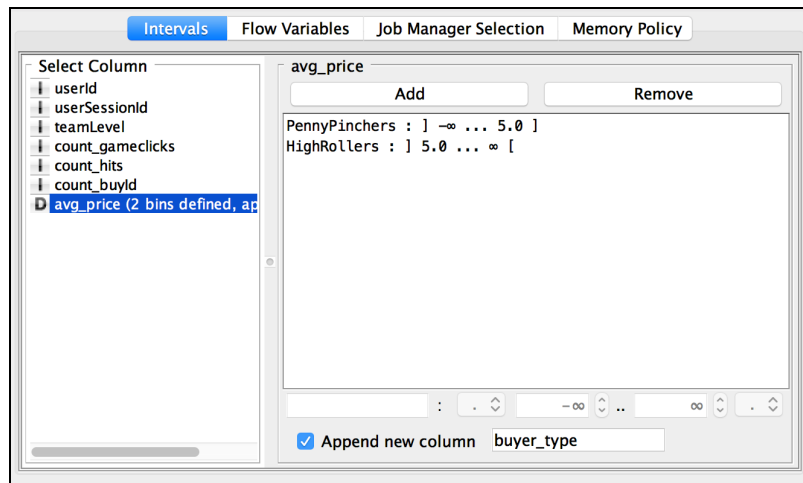 Intervals Flow Variables Job Manager Selection Memory Policy
Select Column
userId
userSessionId
teamLevel
count_gameclicks
count_hits
count_buyId
D avg_price (2 bins defined, ap
avg_price
Add Remove
PennyPinchers : ] -∞ ... 5.0 ]
HighRollers : ] 5.0 ... ∞ [
: . -∞ .. ∞ .
Append new column buyer_type